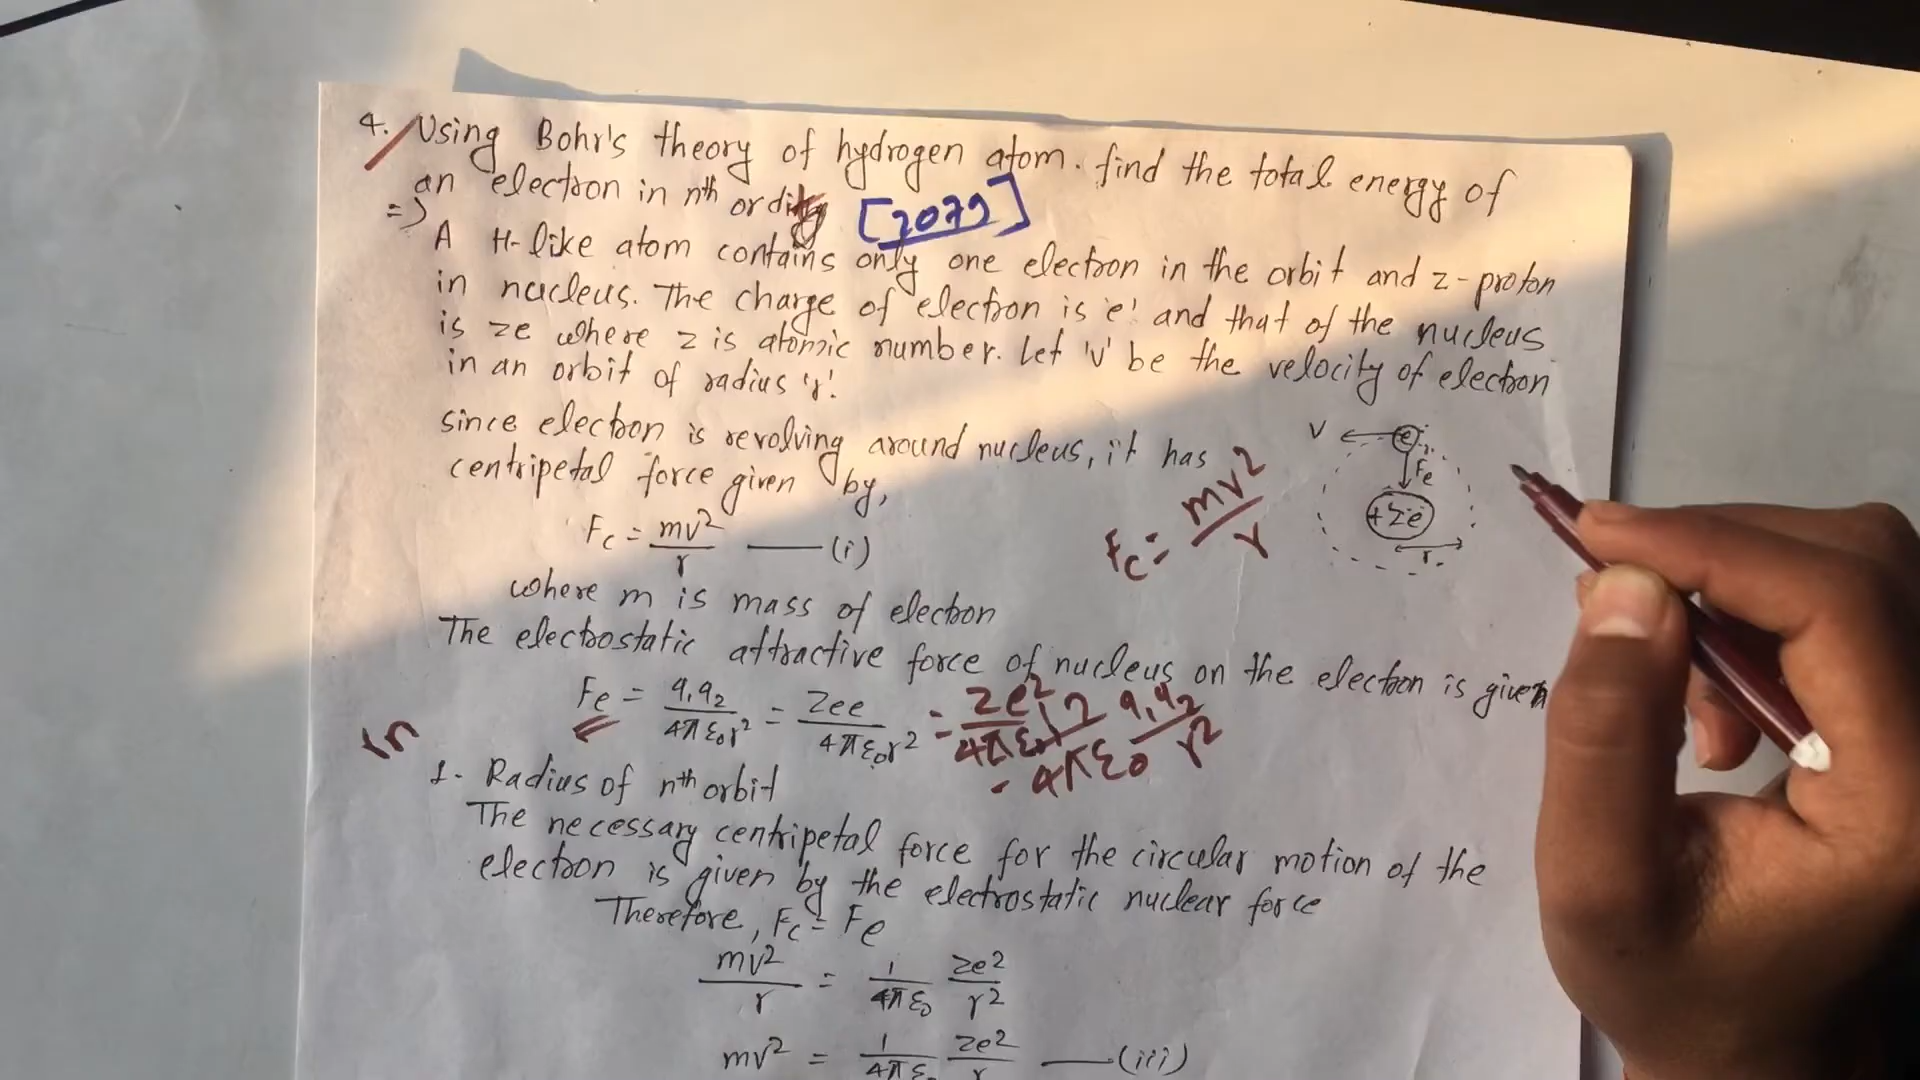 4. Using Bohr's theory of hydrogen atom. find the total energy of
an electron in nth
[2079]
=>
A H-like atom contains only one electron in the orbit and z-proton
in nucleus. The charge of electron is 'e' and that of the nucleus
is ze where z is atomic number. Let 'v' be the velocity of electron
in an orbit of radius 'r'.
since electron is revolving around nucleus, it has
centripetal force given by,
Fc = mv²/r ——— (i)
Fc = mv²/r
V e Fe +Ze r
where m is mass of electron
The electrostatic attractive force of nucleus on the electron is given
Fe = q₁q₂/4πε₀r² = Zee/4πε₀r² = Ze²
q₁q₂/4πε₀ r²
1. Radius of nth orbit
The necessary centripetal force for the circular motion of the
electron is given by the electrostatic nuclear force
Therefore, Fc = Fe
mv²/r = 1/4πε₀ ze²/r²
mv² = 1/4πε₀ ze²/r ——— (iii)